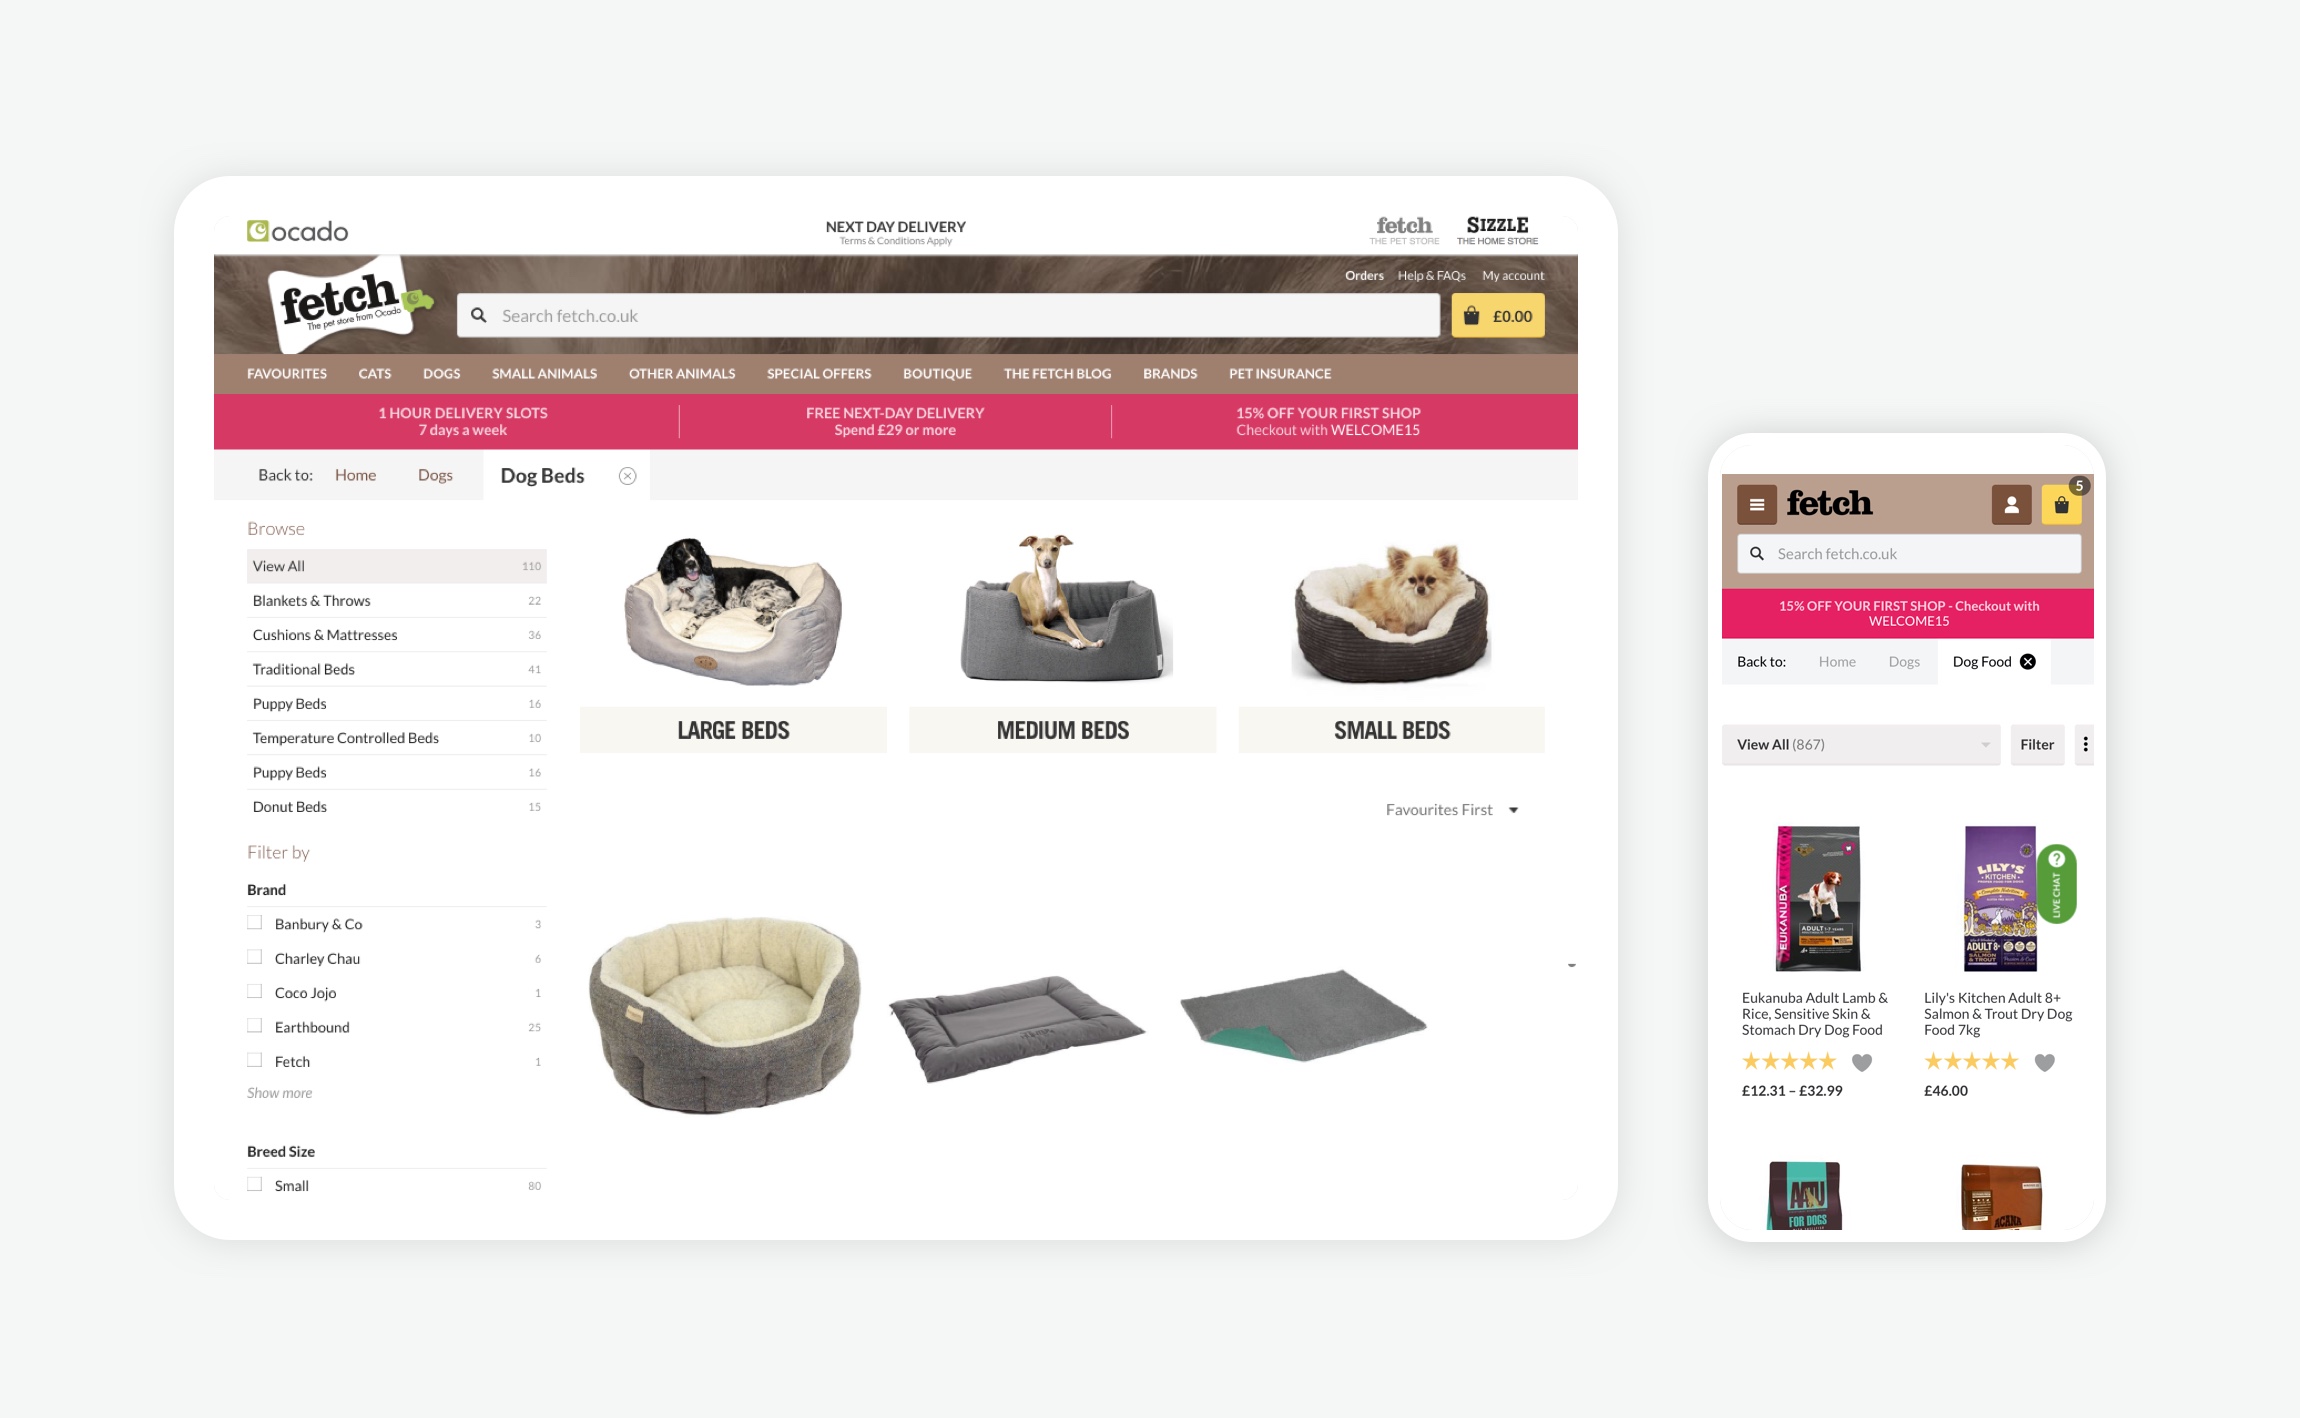 ocado
NEXT DAY DELIVERY
Terms & Conditions Apply
fetch
THE PET STORE
SIZZLE
THE HOME STORE
fetch
The pet store from Ocado
Orders Help & FAQs My account
Search fetch.co.uk
£0.00
FAVOURITES CATS DOGS SMALL ANIMALS OTHER ANIMALS SPECIAL OFFERS BOUTIQUE THE FETCH BLOG BRANDS PET INSURANCE
1 HOUR DELIVERY SLOTS
7 days a week
FREE NEXT-DAY DELIVERY
Spend £29 or more
15% OFF YOUR FIRST SHOP
Checkout with WELCOME15
Back to: Home Dogs Dog Beds
Browse
View All 110
Blankets & Throws 22
Cushions & Mattresses 36
Traditional Beds 41
Puppy Beds 16
Temperature Controlled Beds 10
Puppy Beds 16
Donut Beds 15
Filter by
Brand
Banbury & Co 3
Charley Chau 6
Coco Jojo 1
Earthbound 25
Fetch 1
Show more
Breed Size
Small 80
LARGE BEDS
MEDIUM BEDS
SMALL BEDS
Favourites First
fetch
5
Search fetch.co.uk
15% OFF YOUR FIRST SHOP - Checkout with
WELCOME15
Back to: Home Dogs Dog Food
View All (867)
Filter
EUKANUBA
ADULT 1-7 YEARS
LILY'S
KITCHEN
Complete Nutrition
ADULT 8+
SALMON
& TROUT
? LIVE CHAT
Eukanuba Adult Lamb &
Rice, Sensitive Skin &
Stomach Dry Dog Food
£12.31 – £32.99
Lily's Kitchen Adult 8+
Salmon & Trout Dry Dog
Food 7kg
£46.00
AATU
FOR DOGS
ACANA